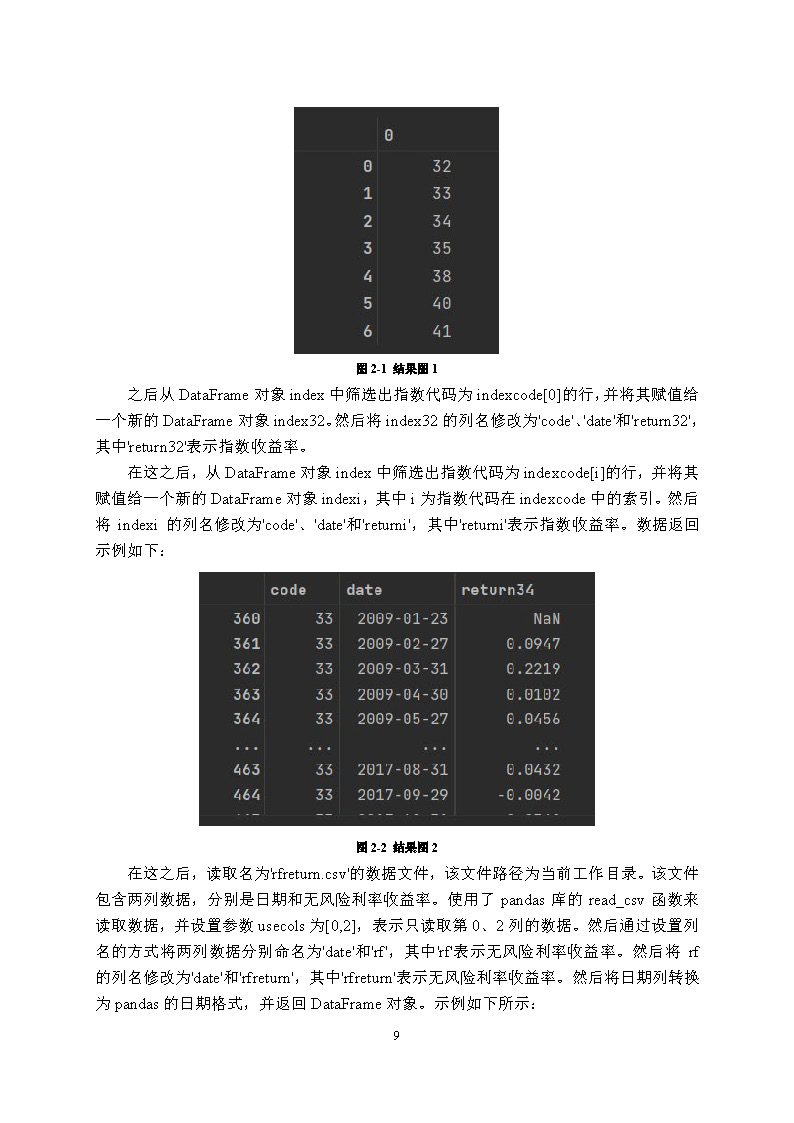 0
0 32
1 33
2 34
3 35
4 38
5 40
6 41
图 2-1 结果图 1
之后从 DataFrame 对象 index 中筛选出指数代码为 indexcode[0]的行，并将其赋值给
一个新的 DataFrame 对象 index32。然后将 index32 的列名修改为'code'、'date'和'return32'，
其中'return32'表示指数收益率。
在这之后，从 DataFrame 对象 index 中筛选出指数代码为 indexcode[i]的行，并将其
赋值给一个新的 DataFrame 对象 indexi，其中 i 为指数代码在 indexcode 中的索引。然后
将 indexi 的列名修改为'code'、'date'和'returni'，其中'returni'表示指数收益率。数据返回
示例如下：
code date return34
360 33 2009-01-23 NaN
361 33 2009-02-27 0.0947
362 33 2009-03-31 0.2219
363 33 2009-04-30 0.0102
364 33 2009-05-27 0.0456
... ... ... ...
463 33 2017-08-31 0.0432
464 33 2017-09-29 -0.0042
图 2-2 结果图 2
在这之后，读取名为'rfreturn.csv'的数据文件，该文件路径为当前工作目录。该文件
包含两列数据，分别是日期和无风险利率收益率。使用了 pandas 库的 read_csv 函数来
读取数据，并设置参数 usecols 为[0,2]，表示只读取第 0、2 列的数据。然后通过设置列
名的方式将两列数据分别命名为'date'和'rf'，其中'rf'表示无风险利率收益率。然后将 rf
的列名修改为'date'和'rfreturn'，其中'rfreturn'表示无风险利率收益率。然后将日期列转换
为 pandas 的日期格式，并返回 DataFrame 对象。示例如下所示：
9